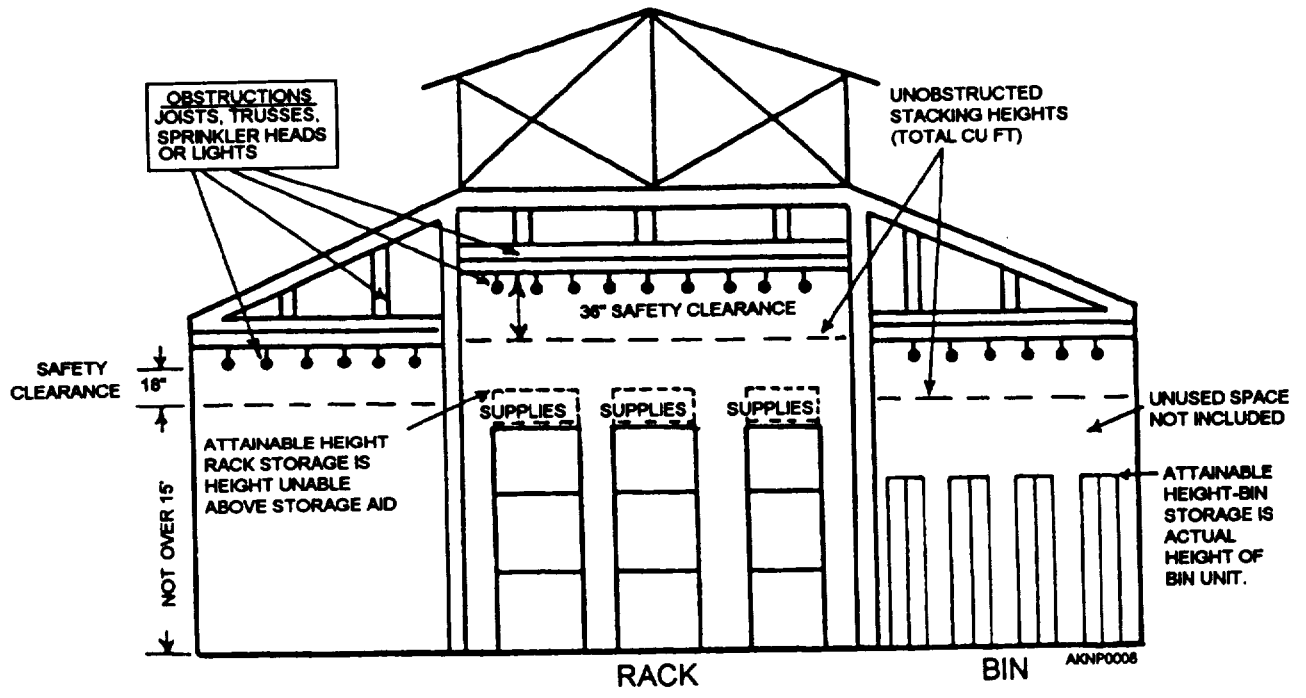 OBSTRUCTIONS
JOISTS, TRUSSES,
SPRINKLER HEADS
OR LIGHTS
UNOBSTRUCTED
STACKING HEIGHTS
(TOTAL CU FT)
36" SAFETY CLEARANCE
SAFETY
CLEARANCE
18"
NOT OVER 15'
ATTAINABLE HEIGHT
RACK STORAGE IS
HEIGHT UNABLE
ABOVE STORAGE AID
SUPPLIES
SUPPLIES
SUPPLIES
UNUSED SPACE
NOT INCLUDED
ATTAINABLE
HEIGHT-BIN
STORAGE IS
ACTUAL
HEIGHT OF
BIN UNIT.
RACK
BIN
AKNP0006